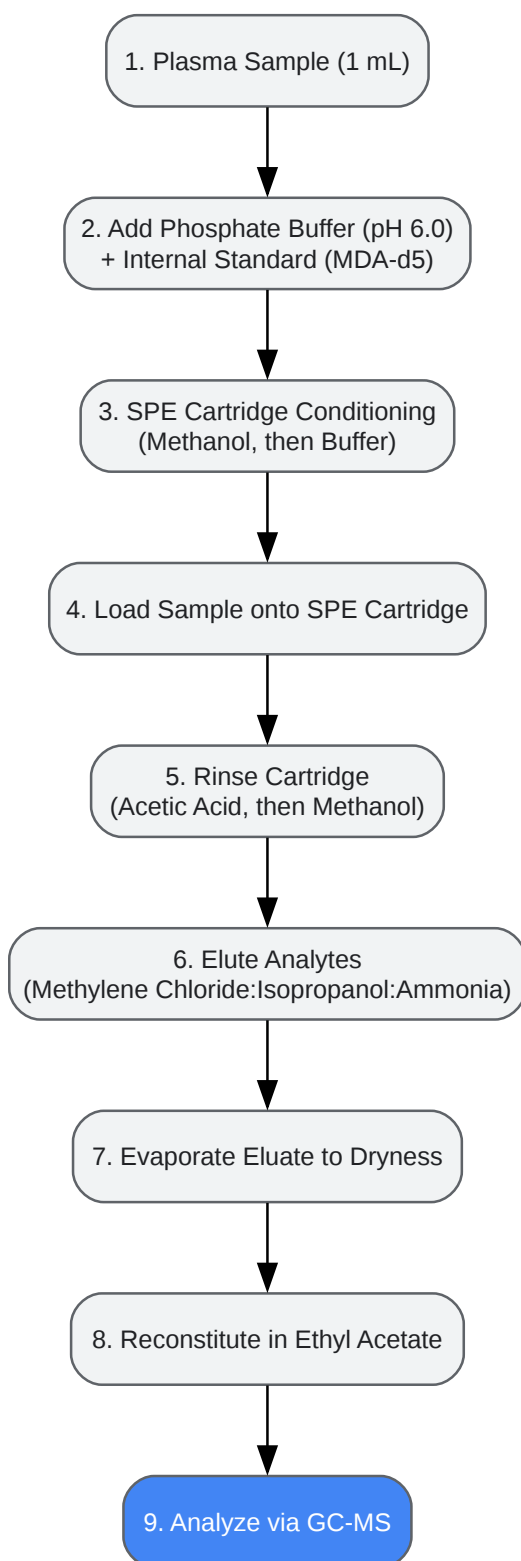 1. Plasma Sample (1 mL)
2. Add Phosphate Buffer (pH 6.0)
+ Internal Standard (MDA-d5)
3. SPE Cartridge Conditioning
(Methanol, then Buffer)
4. Load Sample onto SPE Cartridge
5. Rinse Cartridge
(Acetic Acid, then Methanol)
6. Elute Analytes
(Methylene Chloride:Isopropanol:Ammonia)
7. Evaporate Eluate to Dryness
8. Reconstitute in Ethyl Acetate
9. Analyze via GC-MS